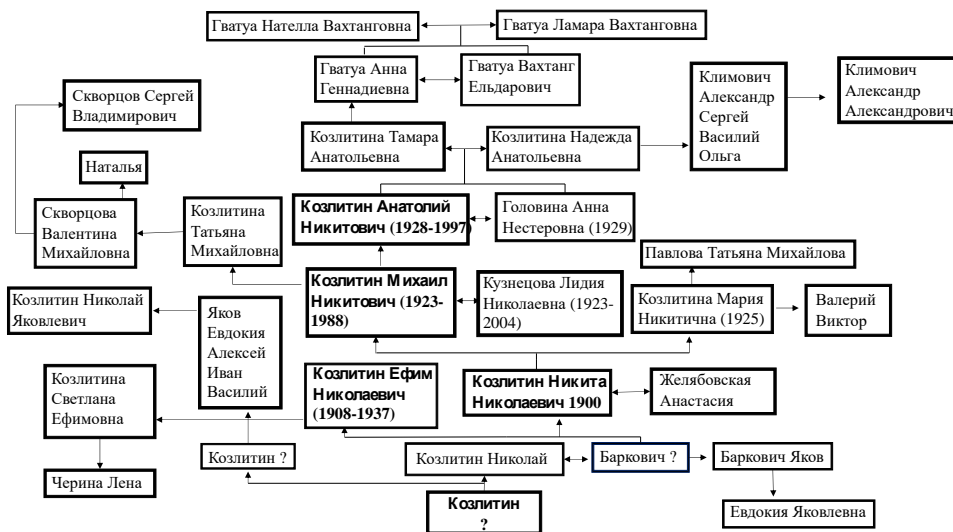 Гватуа Нателла Вахтанговна
Гватуа Ламара Вахтанговна
Гватуа Анна
Геннадиевна
Гватуа Вахтанг
Ельдарович
Климович
Александр
Сергей
Василий
Ольга
Климович
Александр
Александрович
Скворцов Сергей
Владимирович
Козлитина Тамара
Анатольевна
Козлитина Надежда
Анатольевна
Наталья
Скворцова
Валентина
Михайловна
Козлитина
Татьяна
Михайловна
Козлитин Анатолий
Никитович (1928-1997)
Головина Анна
Нестеровна (1929)
Павлова Татьяна Михайлова
Козлитин Михаил
Никитович (1923-
1988)
Кузнецова Лидия
Николаевна (1923-
2004)
Козлитина Мария
Никитична (1925)
Валерий
Виктор
Козлитин Николай
Яковлевич
Яков
Евдокия
Алексей
Иван
Василий
Козлитина
Светлана
Ефимовна
Козлитин Ефим
Николаевич
(1908-1937)
Козлитин Никита
Николаевич 1900
Желябовская
Анастасия
Козлитин ?
Козлитин Николай
Баркович ?
Баркович Яков
Черина Лена
Козлитин
?
Евдокия Яковлевна